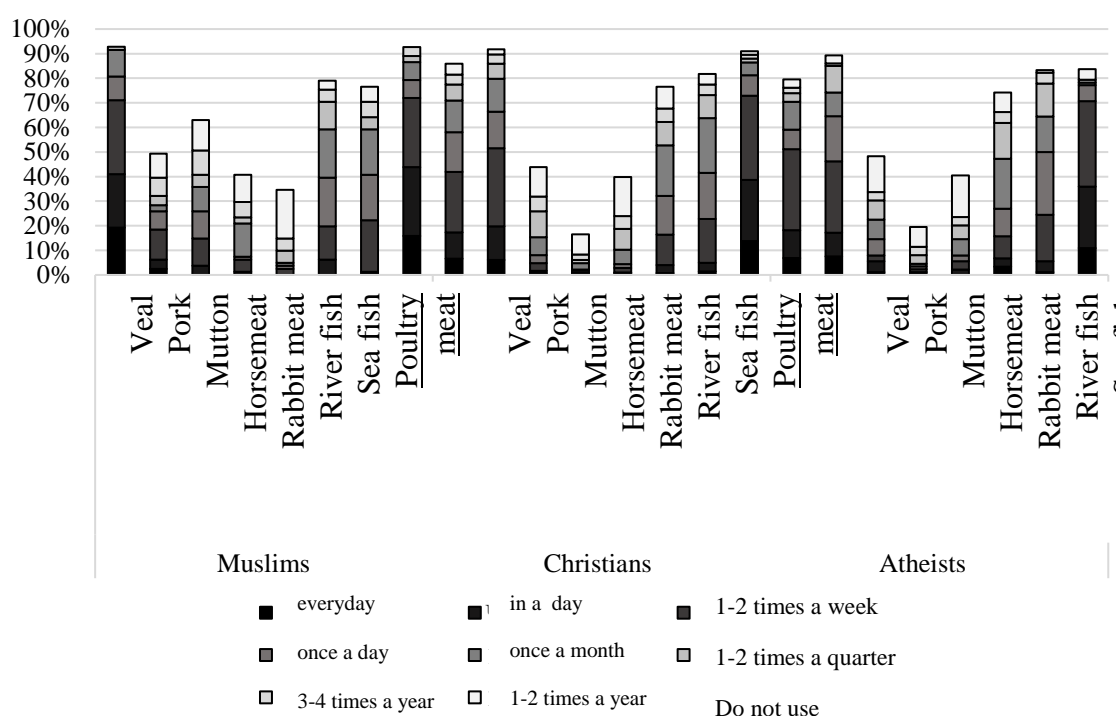 100%
90%
80%
70%
60%
50%
40%
30%
20%
10%
0%
Veal
Pork
Mutton
Horsemeat
Rabbit meat
River fish
Sea fish
Poultry
meat
Veal
Pork
Mutton
Horsemeat
Rabbit meat
River fish
Sea fish
Poultry
meat
Veal
Pork
Mutton
Horsemeat
Rabbit meat
River fish
Muslims Christians Atheists
everyday in a day 1-2 times a week
once a day once a month 1-2 times a quarter
3-4 times a year 1-2 times a year Do not use